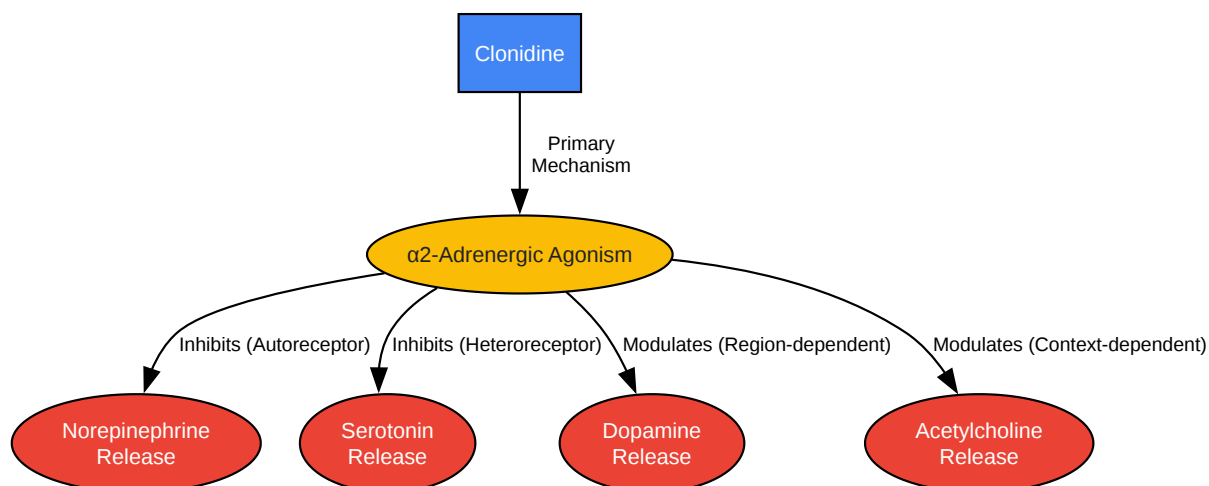 Clonidine
Primary
Mechanism
α2-Adrenergic Agonism
Inhibits (Autoreceptor)
Inhibits (Heteroreceptor)
Modulates (Region-dependent)
Modulates (Context-dependent)
Norepinephrine
Release
Serotonin
Release
Dopamine
Release
Acetylcholine
Release